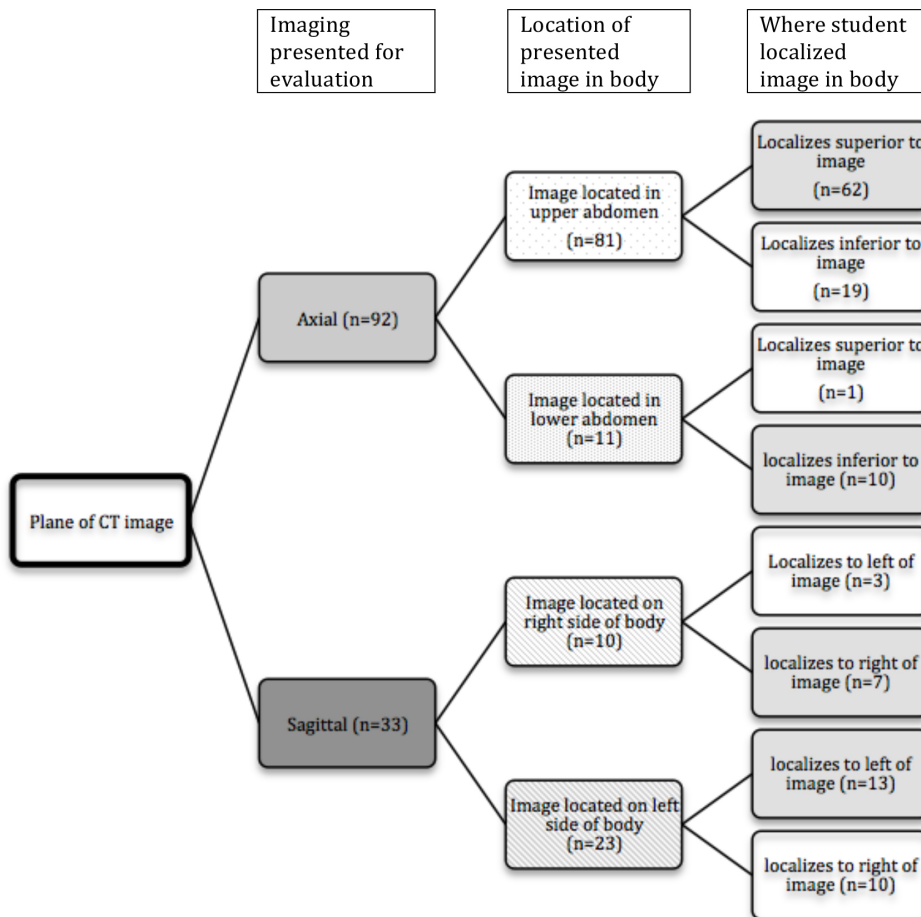 Imaging
presented for
evaluation
Location of
presented
image in body
Where student
localized
image in body
Plane of CT image
Axial (n=92)
Sagittal (n=33)
Image located in
upper abdomen
(n=81)
Image located in
lower abdomen
(n=11)
Image located on
right side of body
(n=10)
Image located on left
side of body
(n=23)
Localizes superior to
image
(n=62)
Localizes inferior to
image
(n=19)
Localizes superior to
image
(n=1)
localizes inferior to
image (n=10)
Localizes to left of
image (n=3)
localizes to right of
image (n=7)
localizes to left of
image (n=13)
localizes to right of
image (n=10)